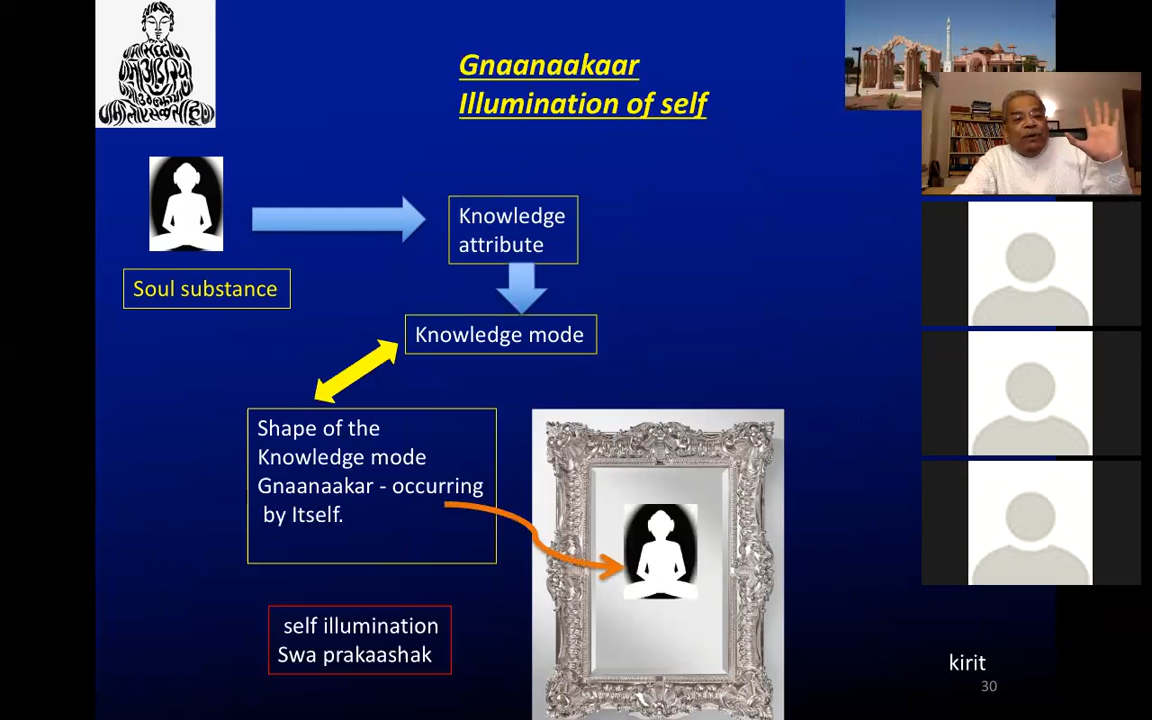 Gnaanaakaar
Illumination of self
Knowledge
attribute
Soul substance
Knowledge mode
Shape of the
Knowledge mode
Gnaanaakar - occurring
by Itself.
self illumination
Swa prakaashak
kirit
30